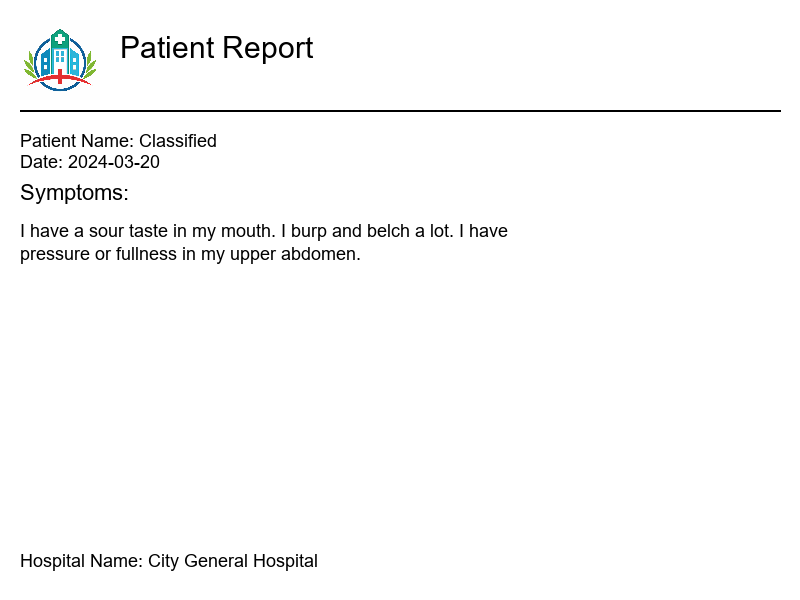 Patient Report
Patient Name: Classified
Date: 2024-03-20
Symptoms:
I have a sour taste in my mouth. I burp and belch a lot. I have
pressure or fullness in my upper abdomen.
Hospital Name: City General Hospital